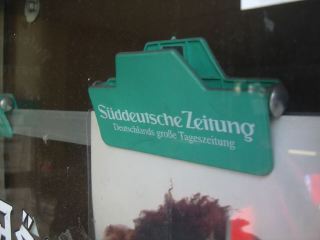 Süddeutsche Zeitung
Deutschlands große Tageszeitung